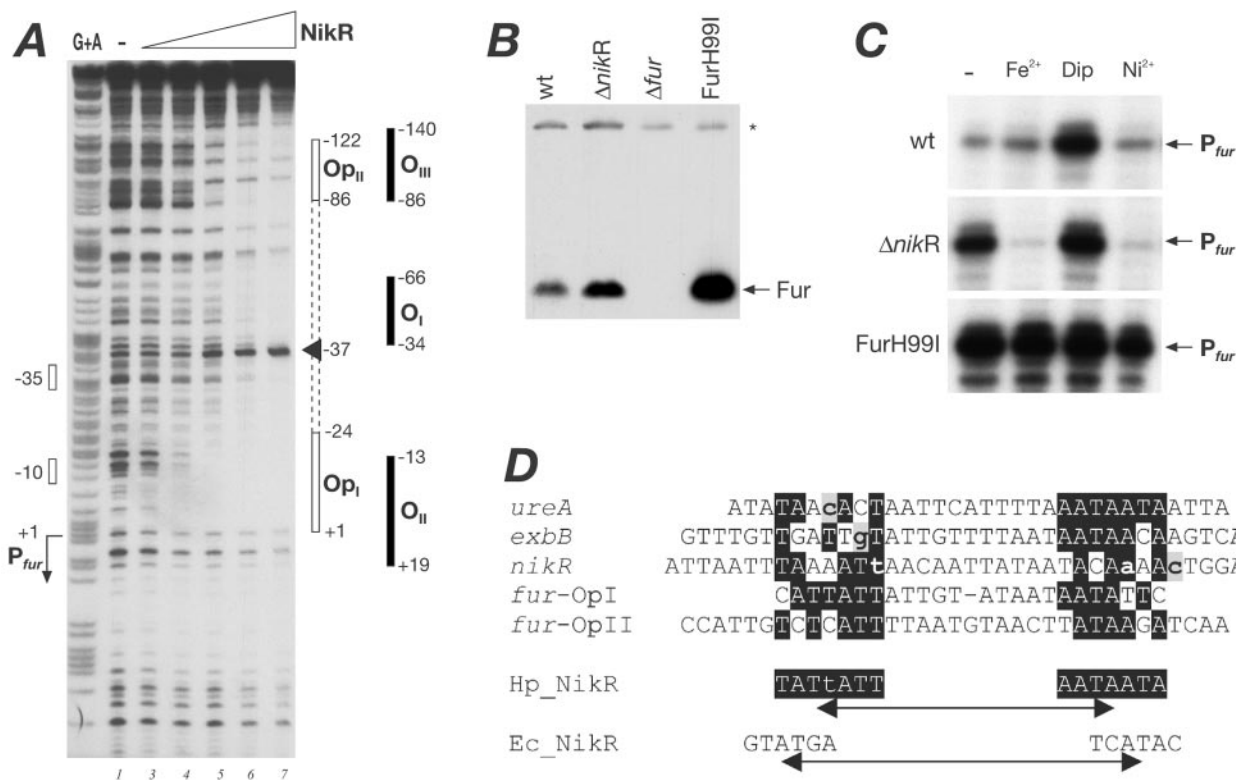 A
G+A - NikR
-122
OpII
-86
-140
OIII
-86
-66
OI
-34
-37
-35
-24
OpI
+1
-13
OII
+19
-10
+1
Pfur
1 3 4 5 6 7
B
wt ΔnikR Δfur FurH99I
*
Fur
C
- Fe2+ Dip Ni2+
wt Pfur
ΔnikR Pfur
FurH99I Pfur
D
ureA ATATAAcACTAATTCATTTTAAATAATAATTA
exbB GTTTGTTGATTgTATTGTTTTAATAATAACAAGTCA
nikR ATTAATTTAAAATtAACAATTATAATACAaAAcTGGA
fur-OpI CATTATTATTGT-ATAATAATATTC
fur-OpII CCATTGTCTCATTTTAATGTAACTTATAAGATCAA
Hp_NikR TATtATT AATAATA
Ec_NikR GTATGA TCATAC